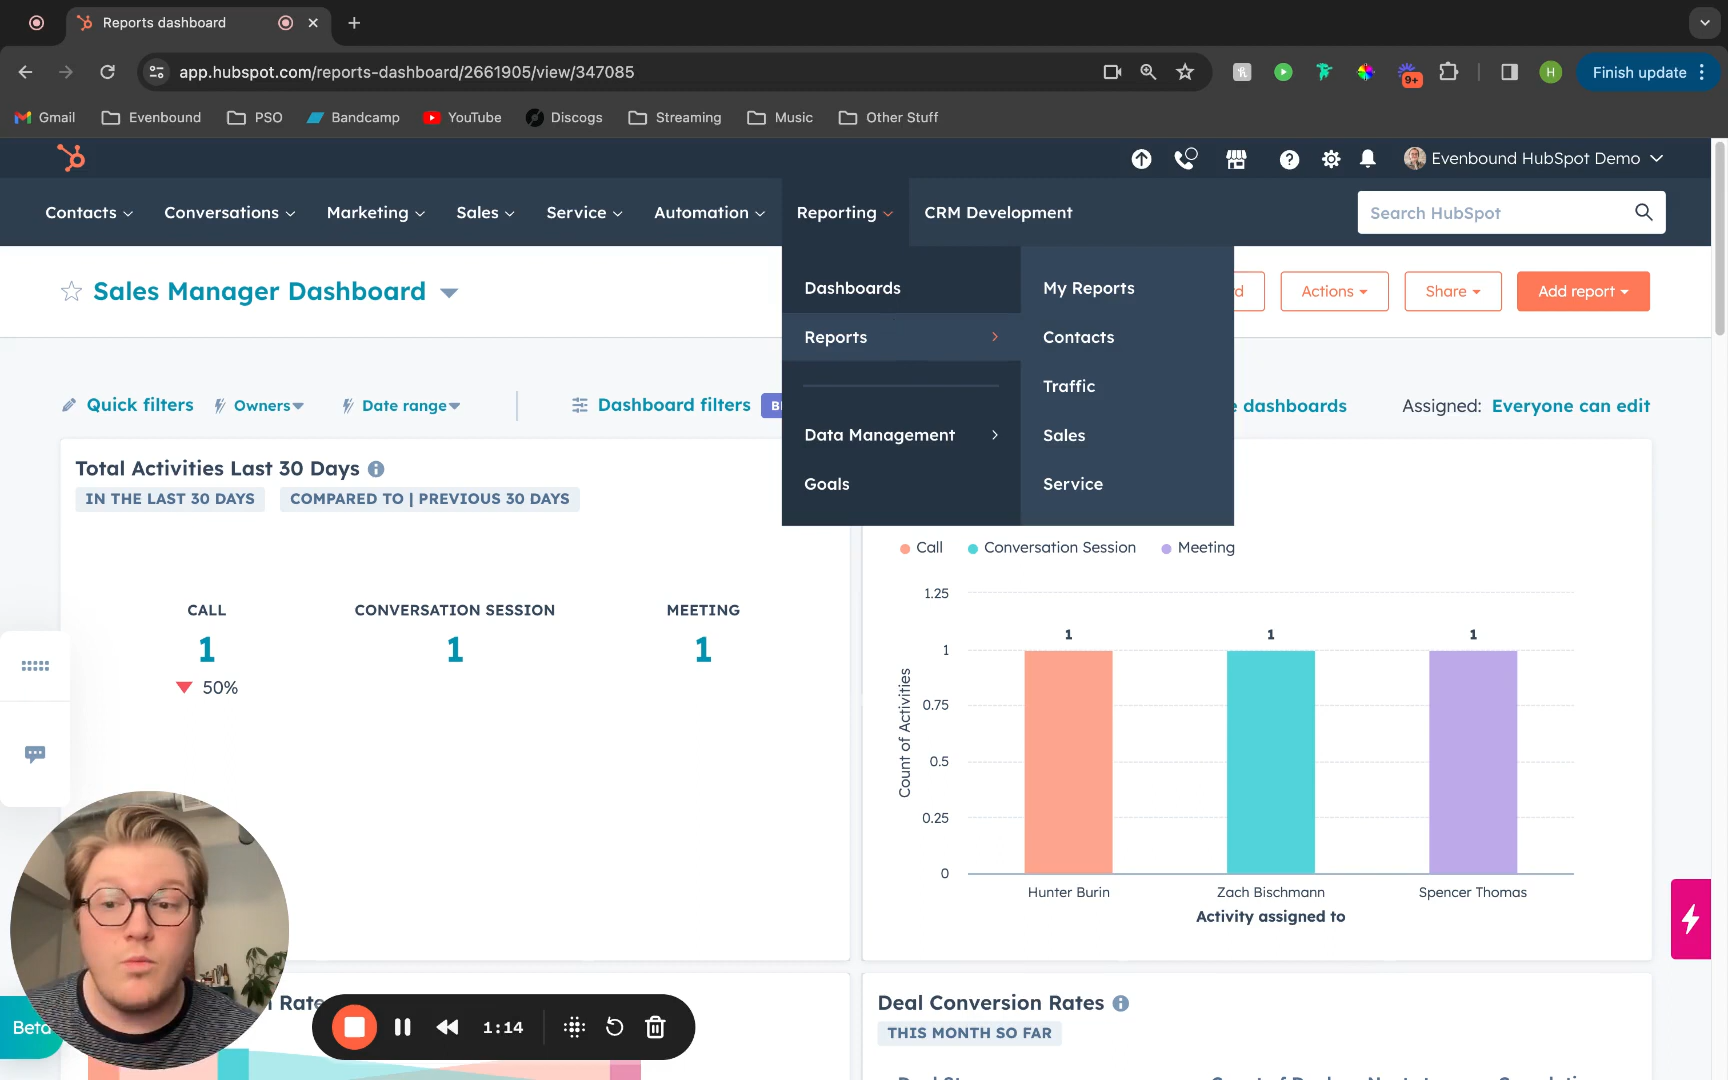 Reports dashboard
app.hubspot.com/reports-dashboard/2661905/view/347085
9+
H
Finish update
Gmail
Evenbound
PSO
Bandcamp
YouTube
Discogs
Streaming
Music
Other Stuff
Evenbound HubSpot Demo
Contacts
Conversations
Marketing
Sales
Service
Automation
Reporting
CRM Development
Search HubSpot
Sales Manager Dashboard
Dashboards
Reports
Data Management
Goals
My Reports
Contacts
Traffic
Sales
Service
Actions
Share
Add report
Quick filters
Owners
Date range
Dashboard filters
dashboards
Assigned: Everyone can edit
Total Activities Last 30 Days
IN THE LAST 30 DAYS
COMPARED TO | PREVIOUS 30 DAYS
CALL
1
50%
CONVERSATION SESSION
1
MEETING
1
Call
Conversation Session
Meeting
Count of Activities
1.25
1
0.75
0.5
0.25
0
1
1
1
Hunter Burin
Zach Bischmann
Spencer Thomas
Activity assigned to
Beta
1:14
Deal Conversion Rates
THIS MONTH SO FAR